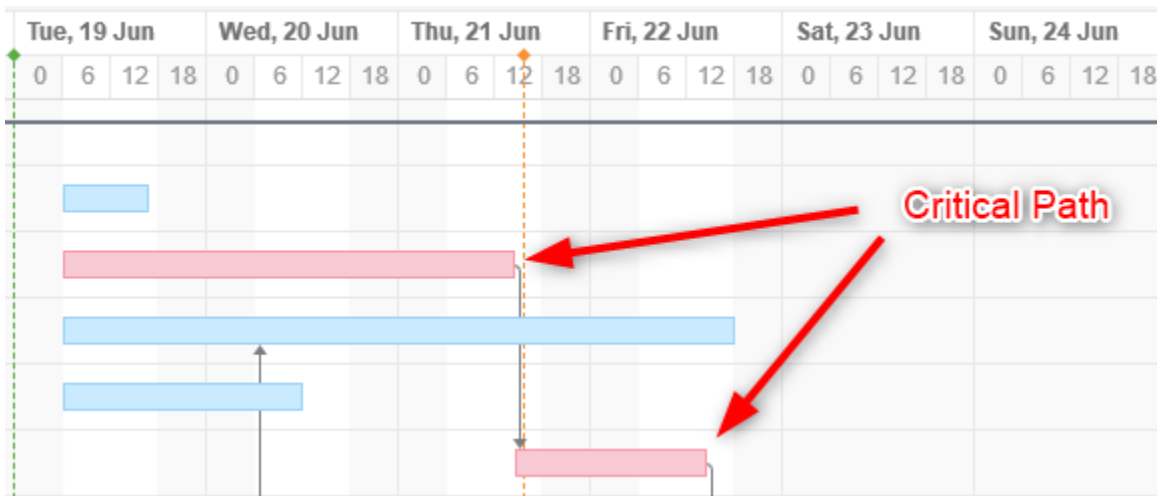 Tue, 19 Jun Wed, 20 Jun Thu, 21 Jun Fri, 22 Jun Sat, 23 Jun Sun, 24 Jun
0 6 12 18 0 6 12 18 0 6 12 18 0 6 12 18 0 6 12 18 0 6 12 18
Critical Path